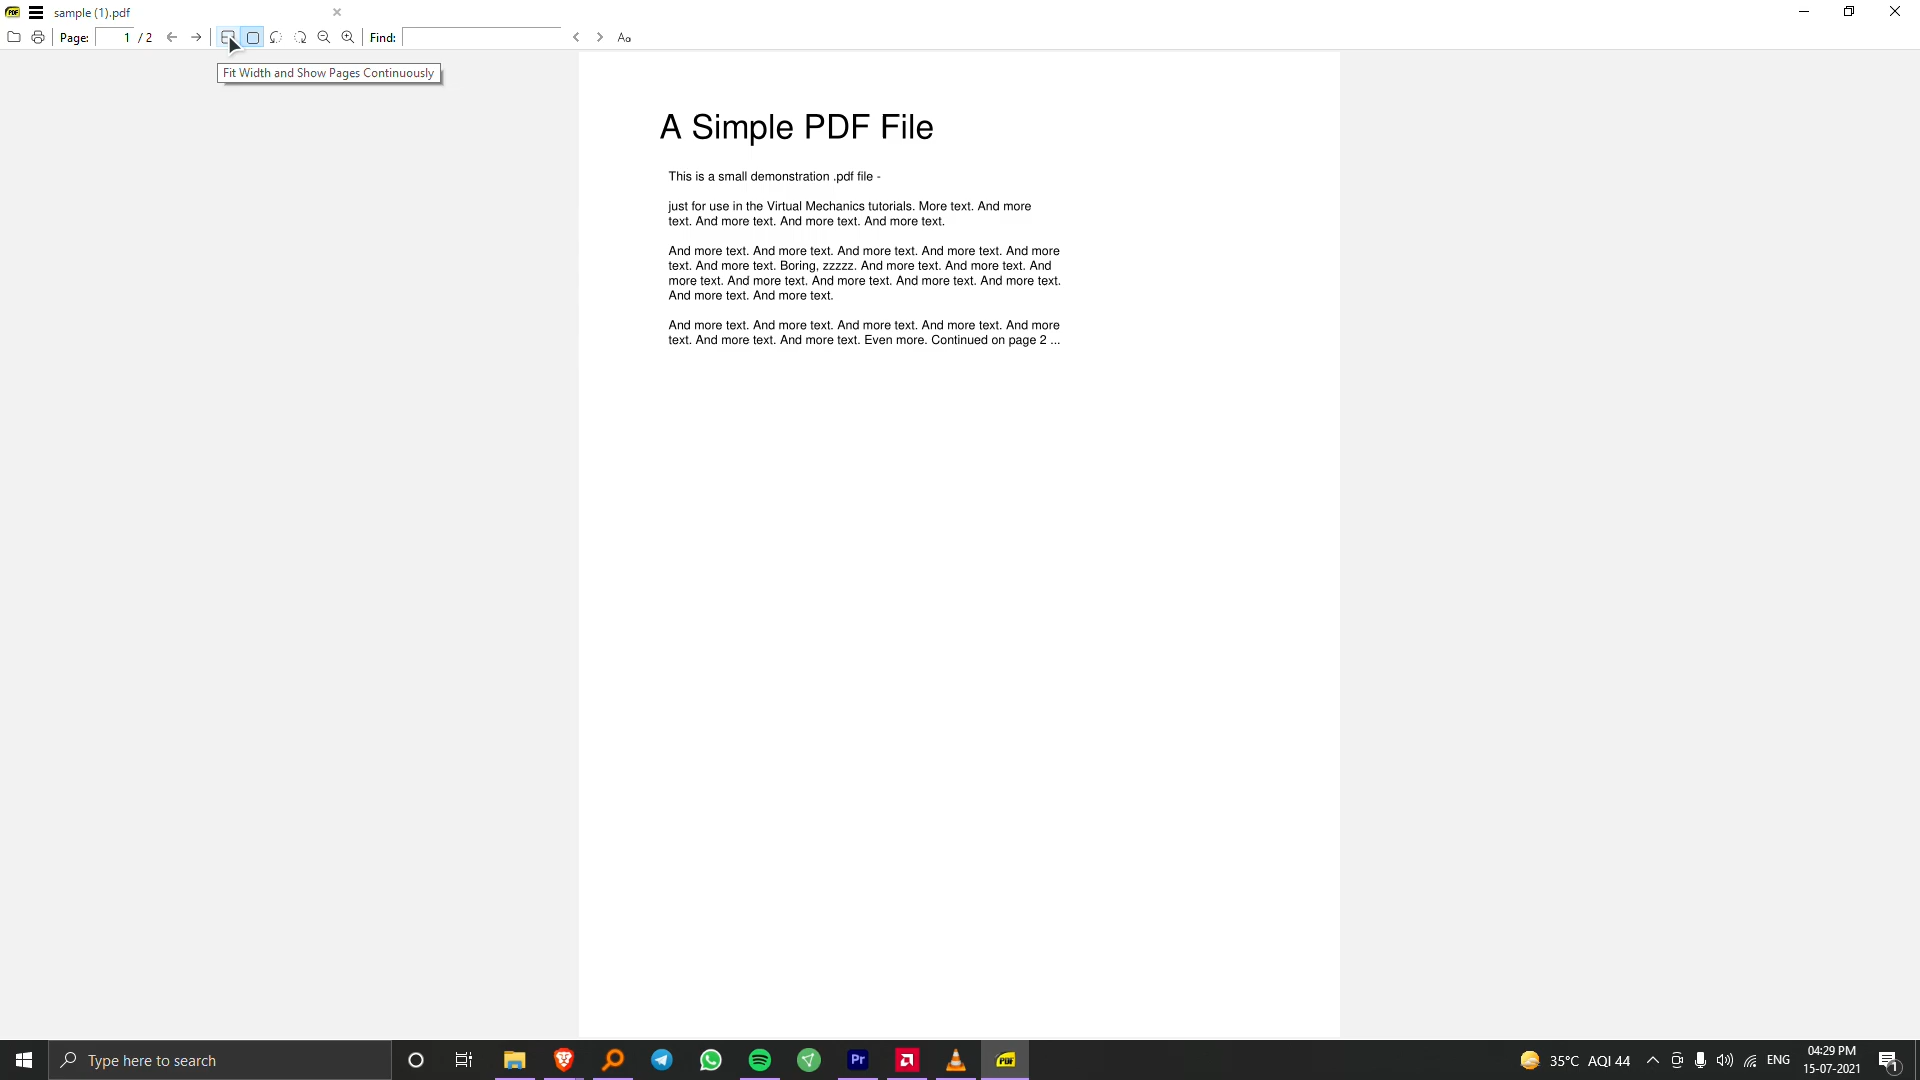 sample (1).pdf
Page: 1 / 2 Find: Aa
Fit Width and Show Pages Continuously
A Simple PDF File
This is a small demonstration .pdf file -
just for use in the Virtual Mechanics tutorials. More text. And more
text. And more text. And more text. And more text.
And more text. And more text. And more text. And more text. And more
text. And more text. Boring, zzzzz. And more text. And more text. And
more text. And more text. And more text. And more text. And more text.
And more text. And more text.
And more text. And more text. And more text. And more text. And more
text. And more text. And more text. Even more. Continued on page 2 ...
Type here to search
Pr
PDF
35°C AQI 44
ENG
04:29 PM
15-07-2021
1